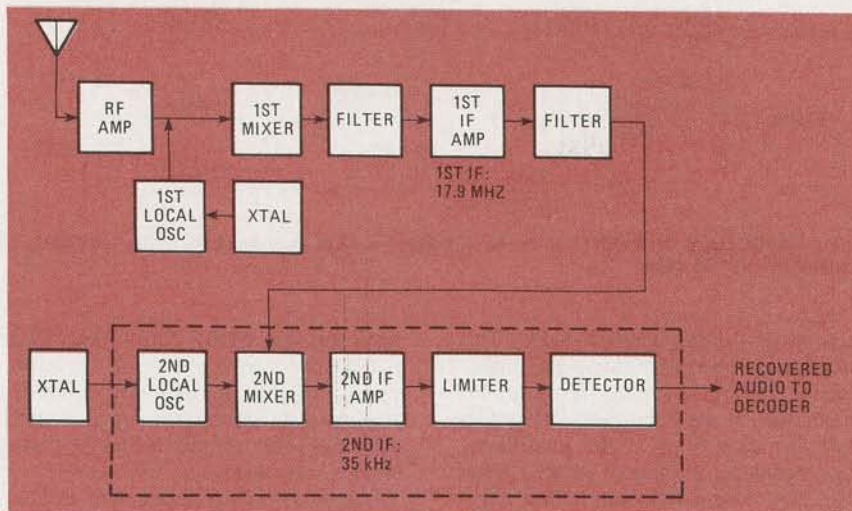 RF
AMP
1ST
MIXER
FILTER
1ST
IF
AMP
FILTER
1ST IF:
17.9 MHZ
1ST
LOCAL
OSC
XTAL
XTAL
2ND
LOCAL
OSC
2ND
MIXER
2ND IF
AMP
LIMITER
DETECTOR
RECOVERED
AUDIO TO
DECODER
2ND IF:
35 kHz